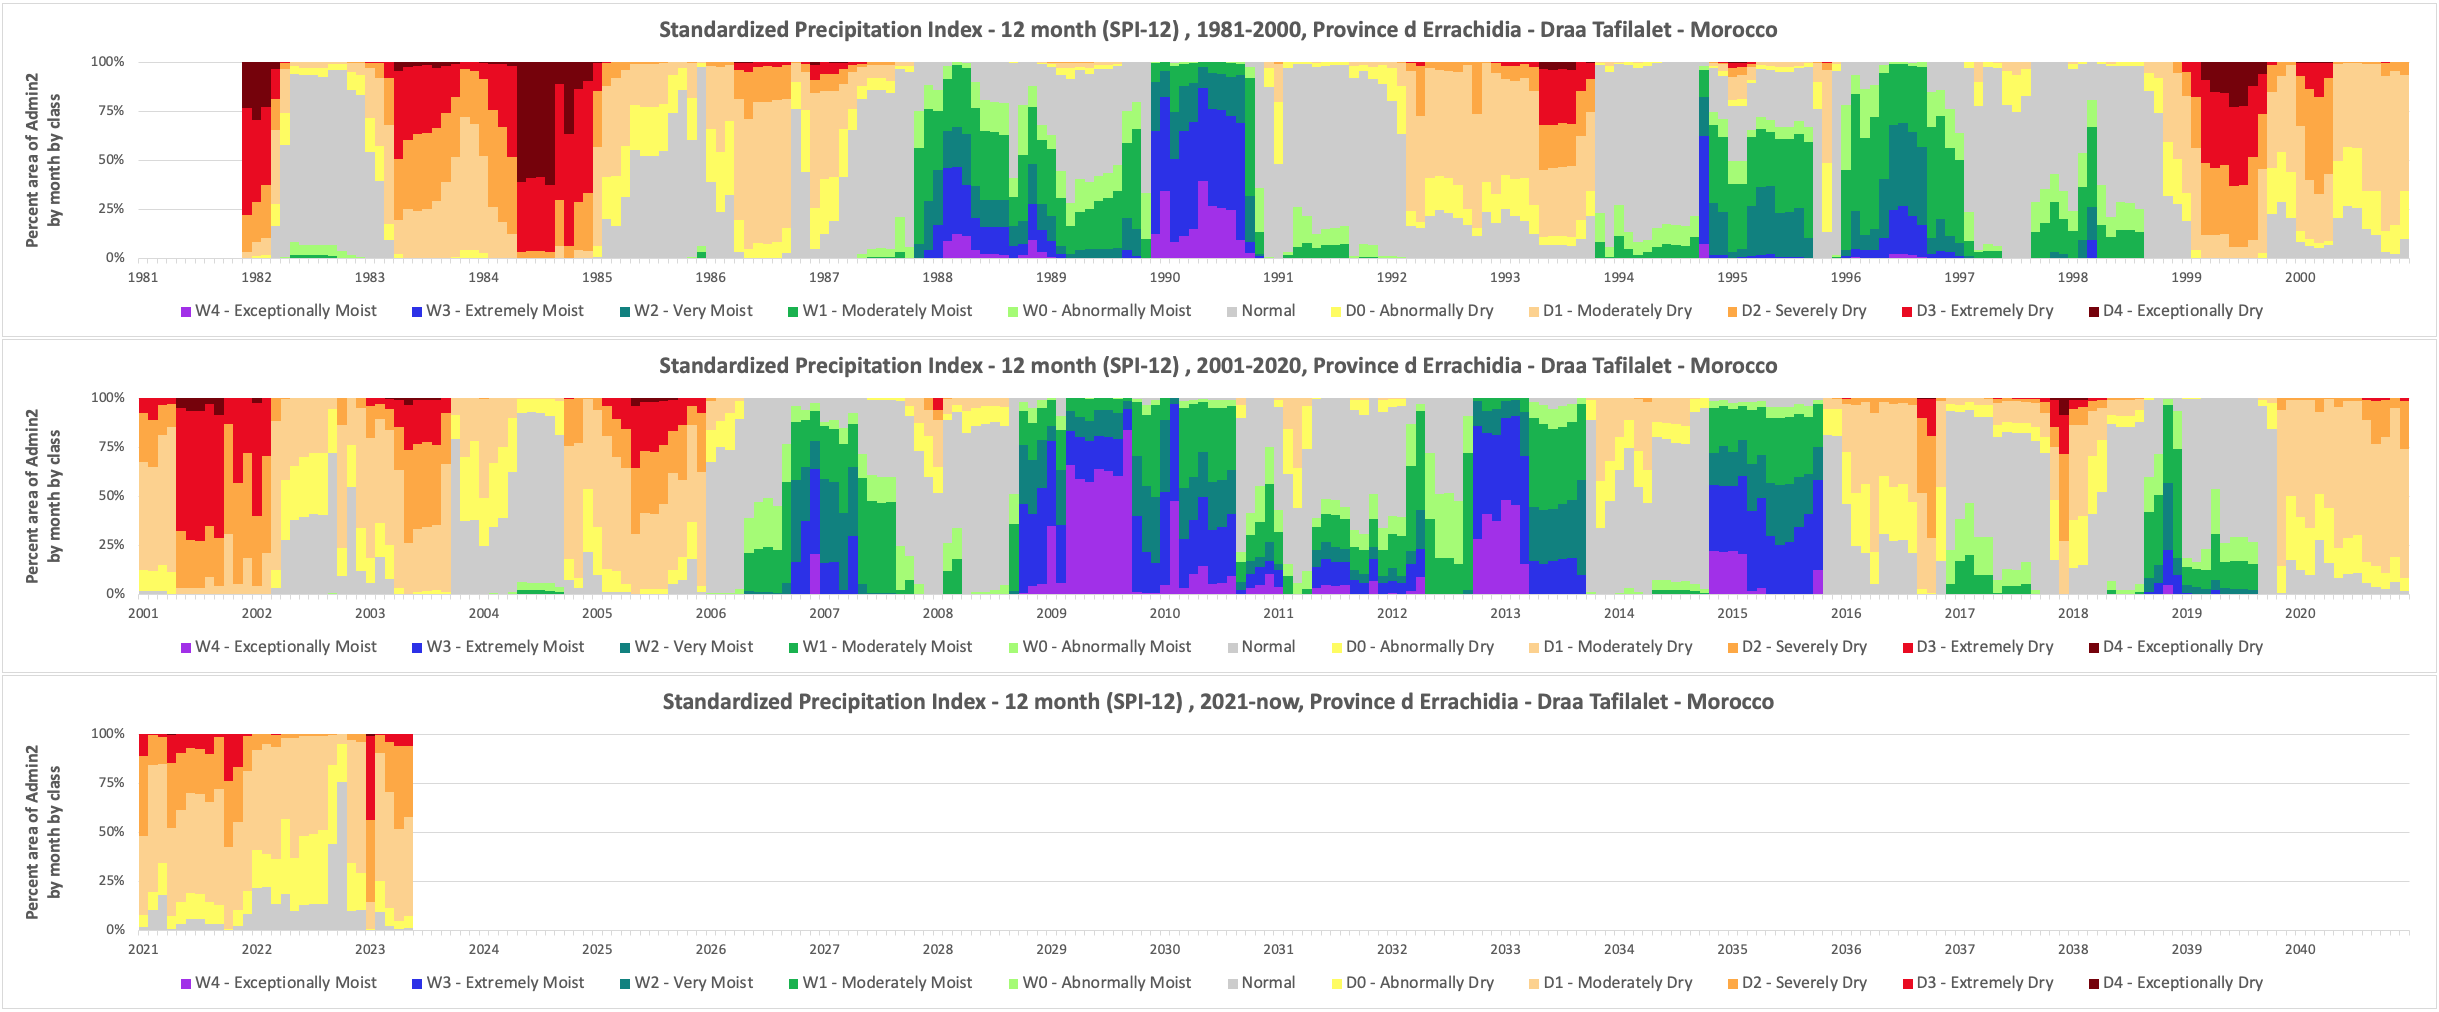 Standardized Precipitation Index - 12 month (SPI-12) , 1981-2000, Province d Errachidia - Draa Tafilalet - Morocco
Percent area of Admin2
by month by class
100%
75%
50%
25%
0%
1981 1982 1983 1984 1985 1986 1987 1988 1989 1990 1991 1992 1993 1994 1995 1996 1997 1998 1999 2000
W4 - Exceptionally Moist W3 - Extremely Moist W2 - Very Moist W1 - Moderately Moist W0 - Abnormally Moist Normal D0 - Abnormally Dry D1 - Moderately Dry D2 - Severely Dry D3 - Extremely Dry D4 - Exceptionally Dry
Standardized Precipitation Index - 12 month (SPI-12) , 2001-2020, Province d Errachidia - Draa Tafilalet - Morocco
Percent area of Admin2
by month by class
100%
75%
50%
25%
0%
2001 2002 2003 2004 2005 2006 2007 2008 2009 2010 2011 2012 2013 2014 2015 2016 2017 2018 2019 2020
W4 - Exceptionally Moist W3 - Extremely Moist W2 - Very Moist W1 - Moderately Moist W0 - Abnormally Moist Normal D0 - Abnormally Dry D1 - Moderately Dry D2 - Severely Dry D3 - Extremely Dry D4 - Exceptionally Dry
Standardized Precipitation Index - 12 month (SPI-12) , 2021-now, Province d Errachidia - Draa Tafilalet - Morocco
Percent area of Admin2
by month by class
100%
75%
50%
25%
0%
2021 2022 2023 2024 2025 2026 2027 2028 2029 2030 2031 2032 2033 2034 2035 2036 2037 2038 2039 2040
W4 - Exceptionally Moist W3 - Extremely Moist W2 - Very Moist W1 - Moderately Moist W0 - Abnormally Moist Normal D0 - Abnormally Dry D1 - Moderately Dry D2 - Severely Dry D3 - Extremely Dry D4 - Exceptionally Dry